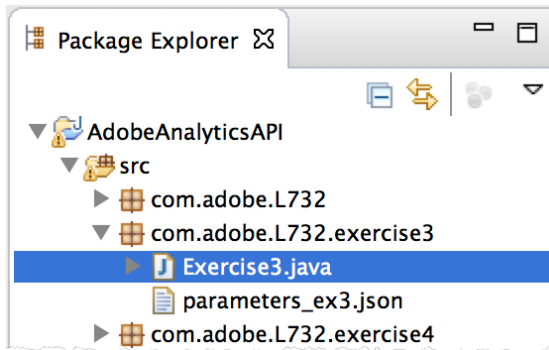 Package Explorer
AdobeAnalyticsAPI
src
com.adobe.L732
com.adobe.L732.exercise3
Exercise3.java
parameters_ex3.json
com.adobe.L732.exercise4